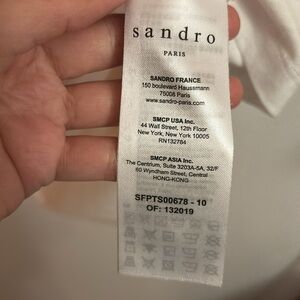 sandro
PARIS
SANDRO FRANCE
150 boulevard Haussmann
75008 Paris
www.sandro-paris.com
SMCP USA Inc.
44 Wall Street, 12th Floor
New York, New York 10005
RN132784
SMCP ASIA Inc.
The Centrium, Suite 3203A-5A, 32/F
60 Wyndham Street, Central
HONG-KONG
SFPTS00678 - 10
OF: 132019